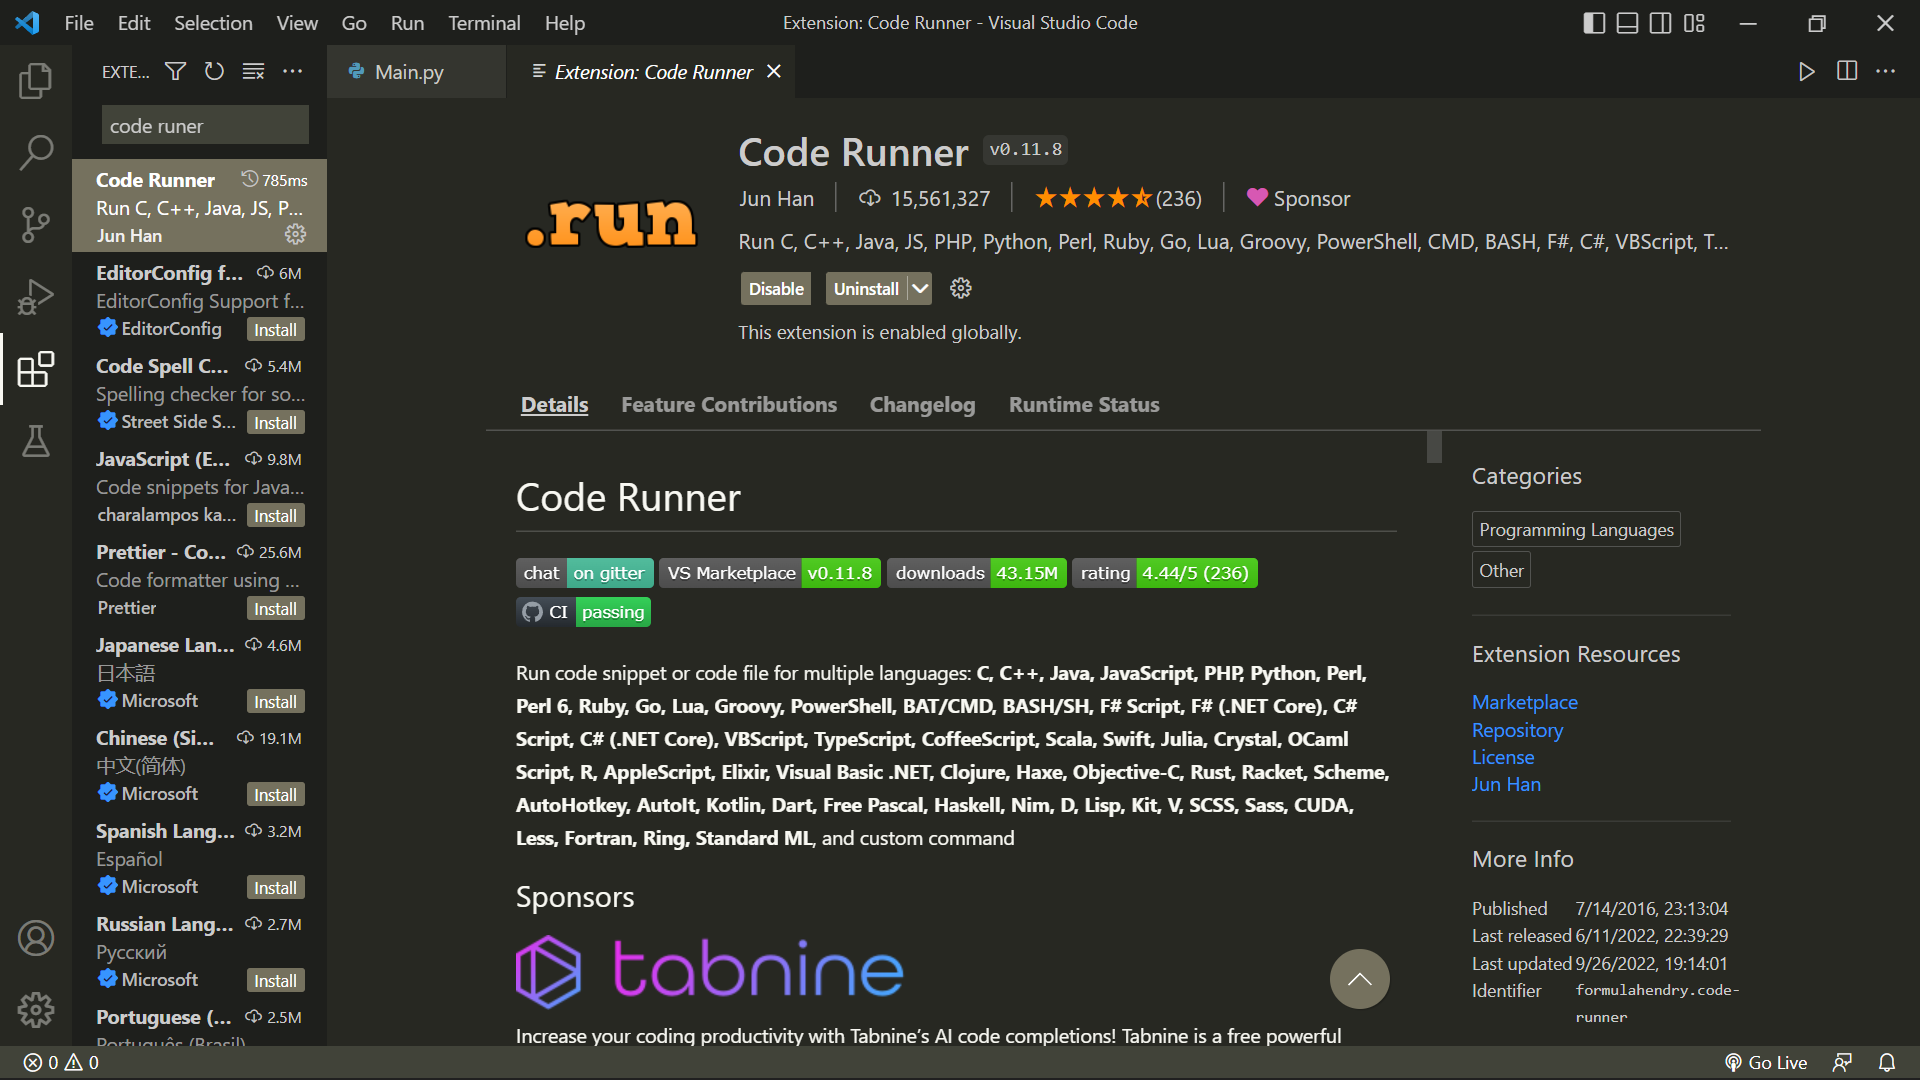 File Edit Selection View Go Run Terminal Help
Extension: Code Runner - Visual Studio Code
EXTE...
Main.py
Extension: Code Runner
code runer
Code Runner 785ms
Run C, C++, Java, JS, P...
Jun Han
EditorConfig f... 6M
EditorConfig Support f...
EditorConfig Install
Code Spell C... 5.4M
Spelling checker for so...
Street Side S... Install
JavaScript (E... 9.8M
Code snippets for Java...
charalampos ka... Install
Prettier - Co... 25.6M
Code formatter using ...
Prettier Install
Japanese Lan... 4.6M
日本語
Microsoft Install
Chinese (Si... 19.1M
中文(简体)
Microsoft Install
Spanish Lang... 3.2M
Español
Microsoft Install
Russian Lang... 2.7M
Русский
Microsoft Install
Portuguese (... 2.5M
Português (Brasil)
.run
Code Runner v0.11.8
Jun Han 15,561,327 (236) Sponsor
Run C, C++, Java, JS, PHP, Python, Perl, Ruby, Go, Lua, Groovy, PowerShell, CMD, BASH, F#, C#, VBScript, T...
Disable Uninstall
This extension is enabled globally.
Details Feature Contributions Changelog Runtime Status
Code Runner
chat on gitter VS Marketplace v0.11.8 downloads 43.15M rating 4.44/5 (236)
CI passing
Run code snippet or code file for multiple languages: C, C++, Java, JavaScript, PHP, Python, Perl,
Perl 6, Ruby, Go, Lua, Groovy, PowerShell, BAT/CMD, BASH/SH, F# Script, F# (.NET Core), C#
Script, C# (.NET Core), VBScript, TypeScript, CoffeeScript, Scala, Swift, Julia, Crystal, OCaml
Script, R, AppleScript, Elixir, Visual Basic .NET, Clojure, Haxe, Objective-C, Rust, Racket, Scheme,
AutoHotkey, AutoIt, Kotlin, Dart, Free Pascal, Haskell, Nim, D, Lisp, Kit, V, SCSS, Sass, CUDA,
Less, Fortran, Ring, Standard ML, and custom command
Sponsors
tabnine
Increase your coding productivity with Tabnine's AI code completions! Tabnine is a free powerful
Categories
Programming Languages
Other
Extension Resources
Marketplace
Repository
License
Jun Han
More Info
Published 7/14/2016, 23:13:04
Last released 6/11/2022, 22:39:29
Last updated 9/26/2022, 19:14:01
Identifier formulahendry.code-
runner
0 0
Go Live